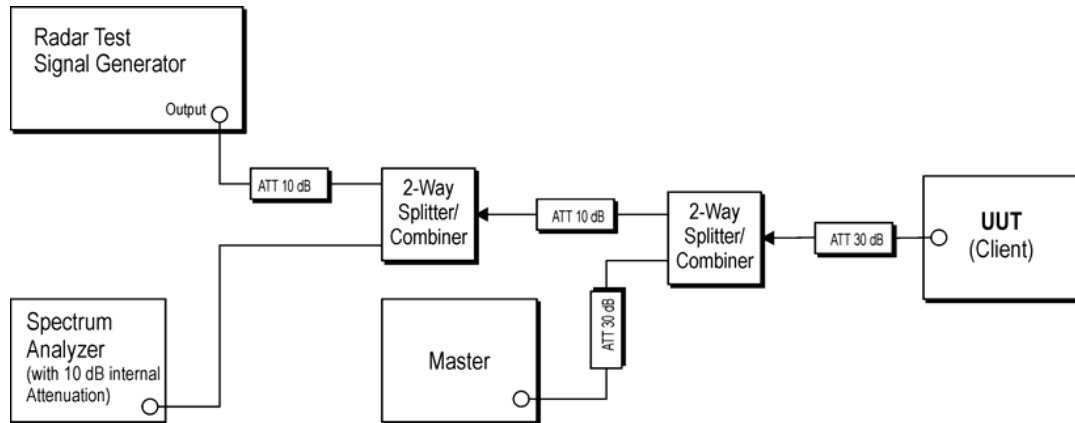 Radar Test
Signal Generator
Output
ATT 10 dB
2-Way
Splitter/
Combiner
ATT 10 dB
2-Way
Splitter/
Combiner
ATT 30 dB
UUT
(Client)
Spectrum
Analyzer
(with 10 dB internal
Attenuation)
Master
ATT 30 dB